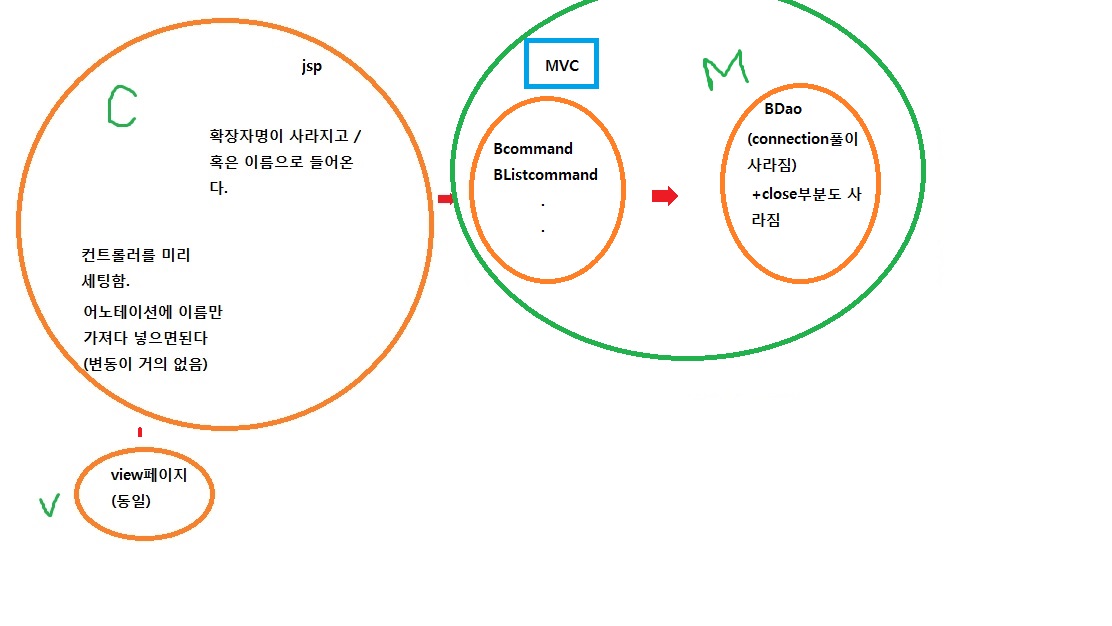 jsp
C
확장자명이 사라지고 /
혹은 이름으로 들어온
다.
컨트롤러를 미리
세팅함.
어노테이션에 이름만
가져다 넣으면된다
(변동이 거의 없음)
view페이지
(동일)
V
MVC
Bcommand
BListcommand
.
.
M
BDao
(connection풀이
사라짐)
+close부분도 사
라짐